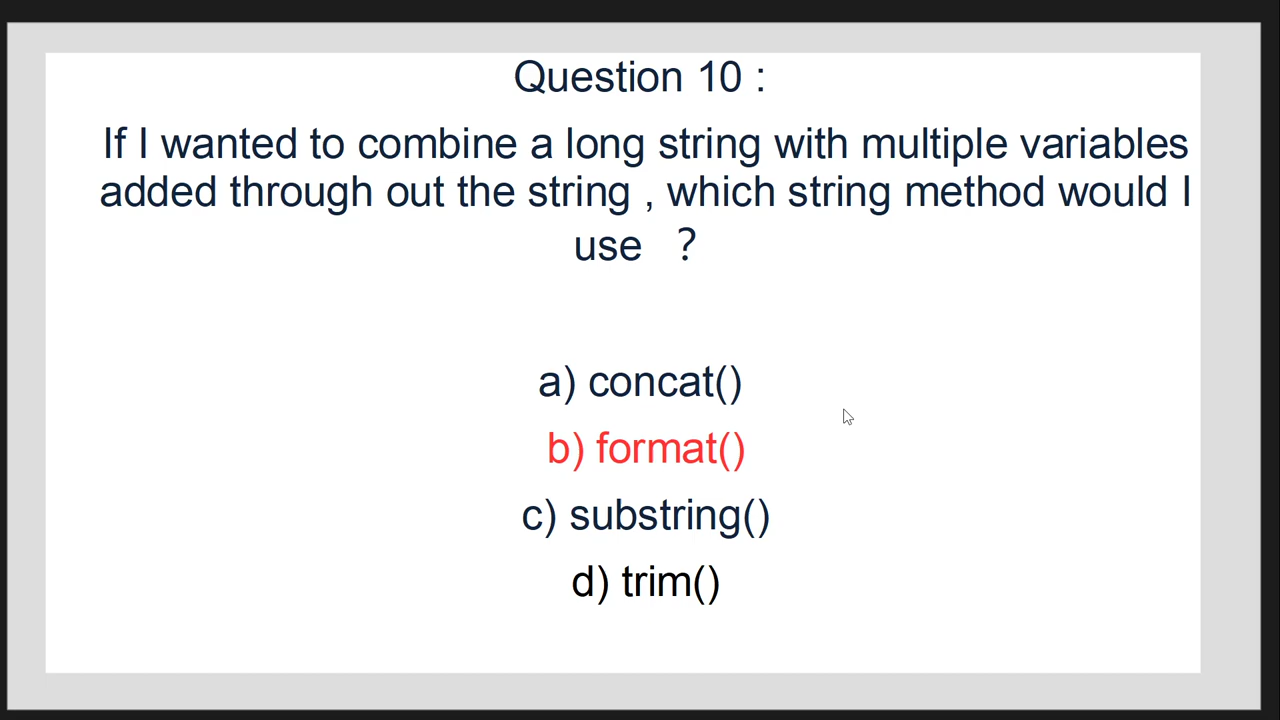 Question 10 :
If I wanted to combine a long string with multiple variables
added through out the string , which string method would I
use ?
a) concat()
b) format()
c) substring()
d) trim()